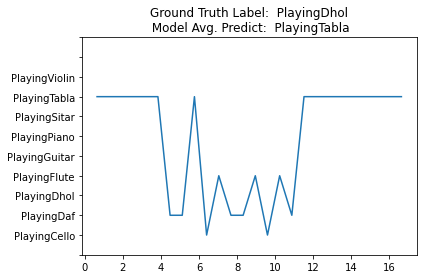 Ground Truth Label:  PlayingDhol
Model Avg. Predict:  PlayingTabla
PlayingViolin
PlayingTabla
PlayingSitar
PlayingPiano
PlayingGuitar
PlayingFlute
PlayingDhol
PlayingDaf
PlayingCello
0 2 4 6 8 10 12 14 16